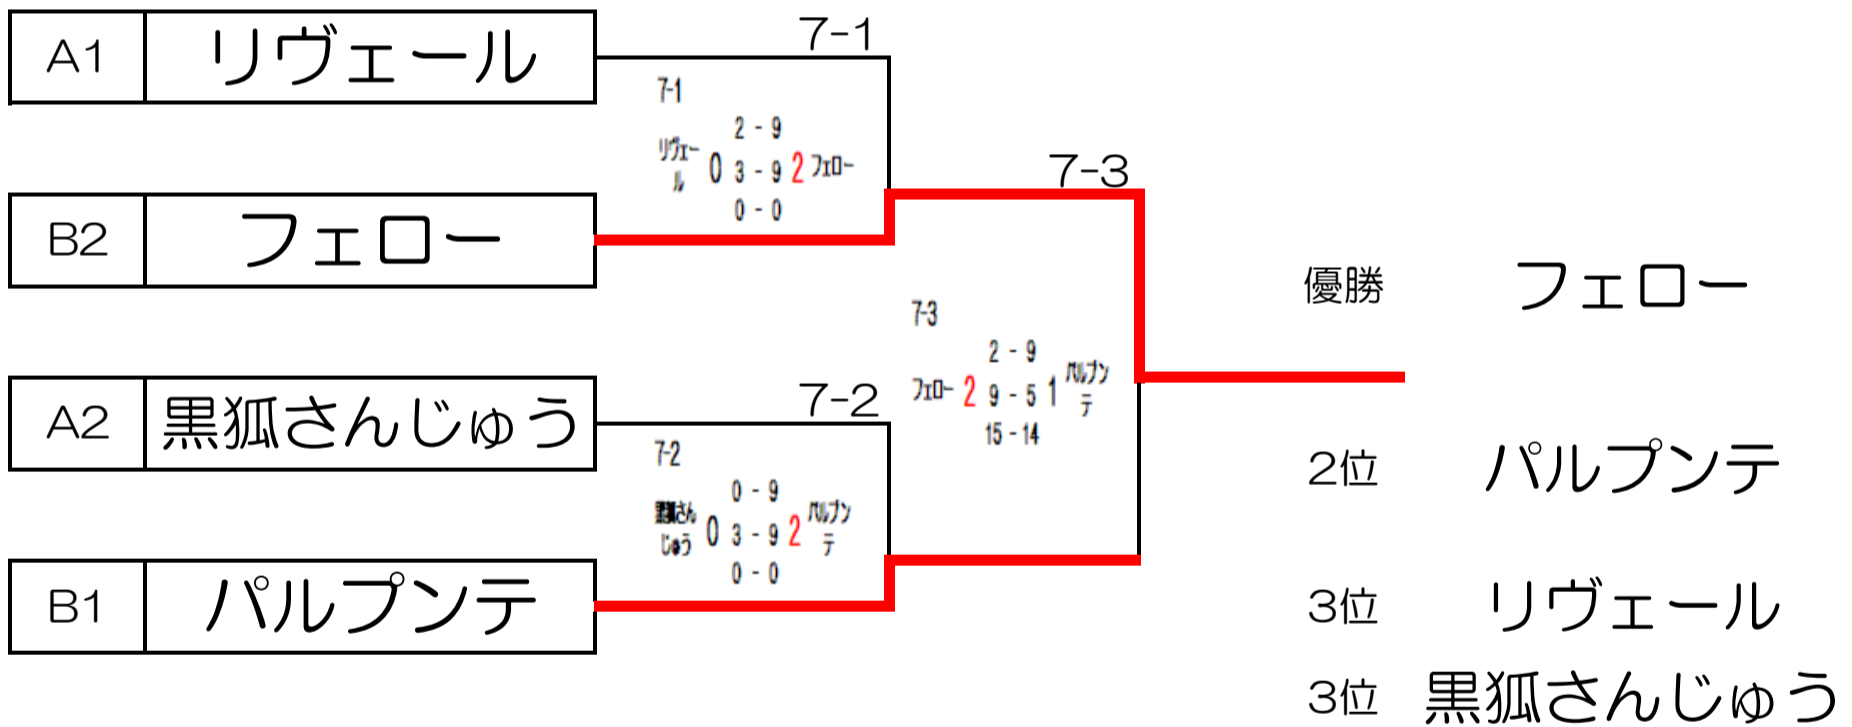 A1 リヴェール
7-1
7-1
2 - 9
リヴェール 0 3 - 9 2 フェロー
0 - 0
B2 フェロー
7-3
7-3
2 - 9
フェロー 2 9 - 5 1 パルプンテ
15 - 14
A2 黒狐さんじゅう
7-2
7-2
0 - 9
黒狐さんじゅう 0 3 - 9 2 パルプンテ
0 - 0
B1 パルプンテ
優勝 フェロー
2位 パルプンテ
3位 リヴェール
3位 黒狐さんじゅう